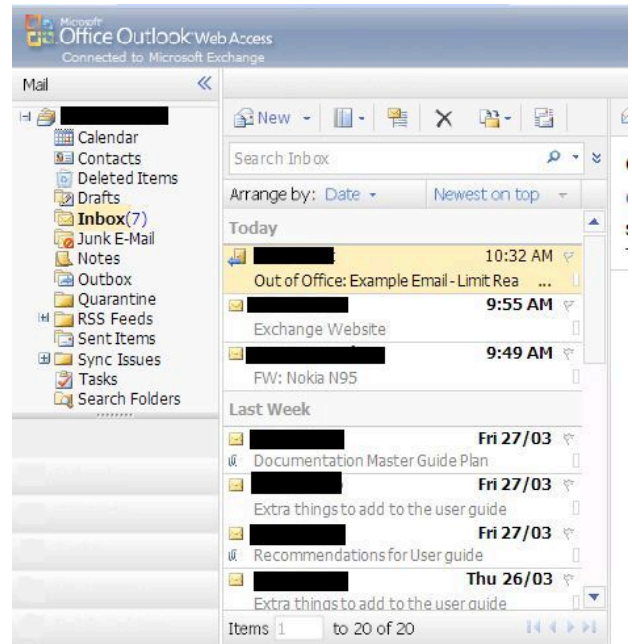 Microsoft
Office Outlook Web Access
Connected to Microsoft Exchange
Mail
Calendar
Contacts
Deleted Items
Drafts
Inbox (7)
Junk E-Mail
Notes
Outbox
Quarantine
RSS Feeds
Sent Items
Sync Issues
Tasks
Search Folders
New
Search Inbox
Arrange by: Date Newest on top
Today
10:32 AM
Out of Office: Example Email - Limit Rea ...
9:55 AM
Exchange Website
9:49 AM
FW: Nokia N95
Last Week
Fri 27/03
Documentation Master Guide Plan
Fri 27/03
Extra things to add to the user guide
Fri 27/03
Recommendations for User guide
Thu 26/03
Extra things to add to the user guide
Items 1 to 20 of 20